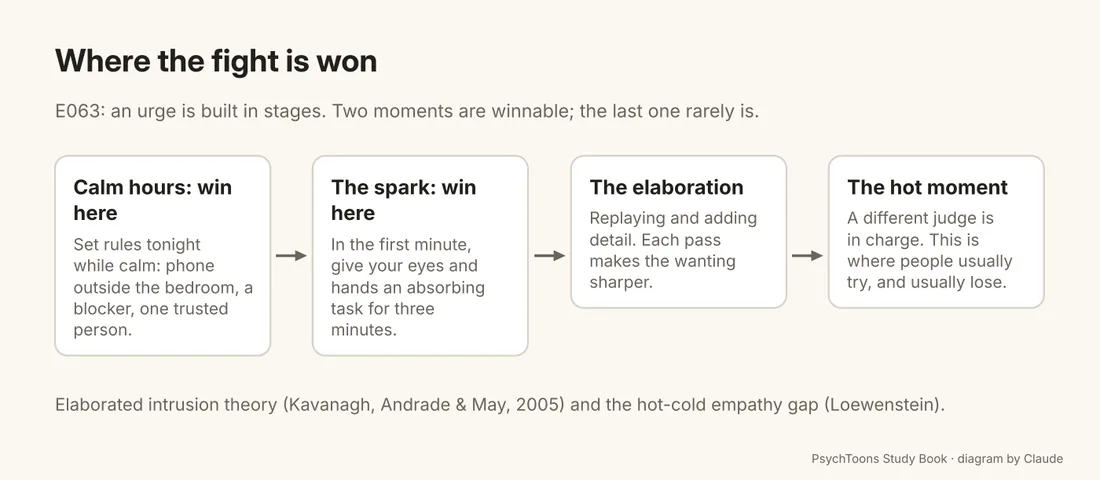 Where the fight is won
E063: an urge is built in stages. Two moments are winnable; the last one rarely is.
Calm hours: win
here
Set rules tonight
while calm: phone
outside the bedroom, a
blocker, one trusted
person.
The spark: win
here
In the first minute,
give your eyes and
hands an absorbing
task for three
minutes.
The elaboration
Replaying and adding
detail. Each pass
makes the wanting
sharper.
The hot moment
A different judge is
in charge. This is
where people usually
try, and usually lose.
Elaborated intrusion theory (Kavanagh, Andrade & May, 2005) and the hot-cold empathy gap (Loewenstein).
PsychToons Study Book · diagram by Claude